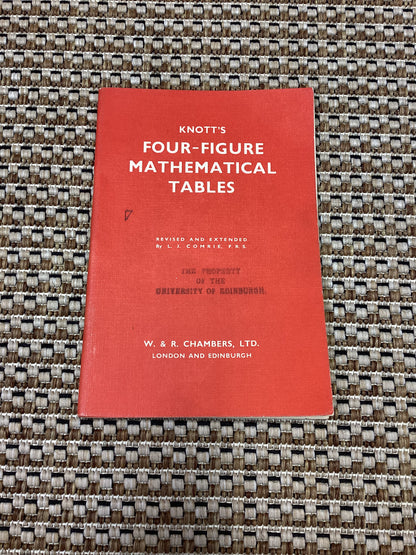 KNOTT'S
FOUR-FIGURE
MATHEMATICAL
TABLES
REVISED AND EXTENDED
By L. J. COMRIE, F.R.S.
THE PROPERTY
OF THE
UNIVERSITY OF EDINBURGH.
W. & R. CHAMBERS, LTD.
LONDON AND EDINBURGH